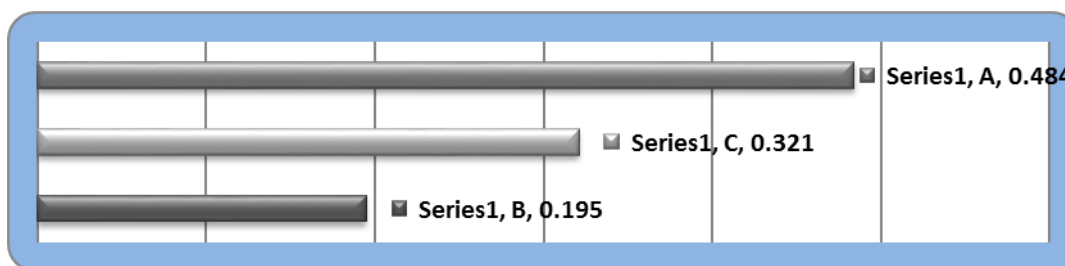 Series1, A, 0.484
Series1, C, 0.321
Series1, B, 0.195